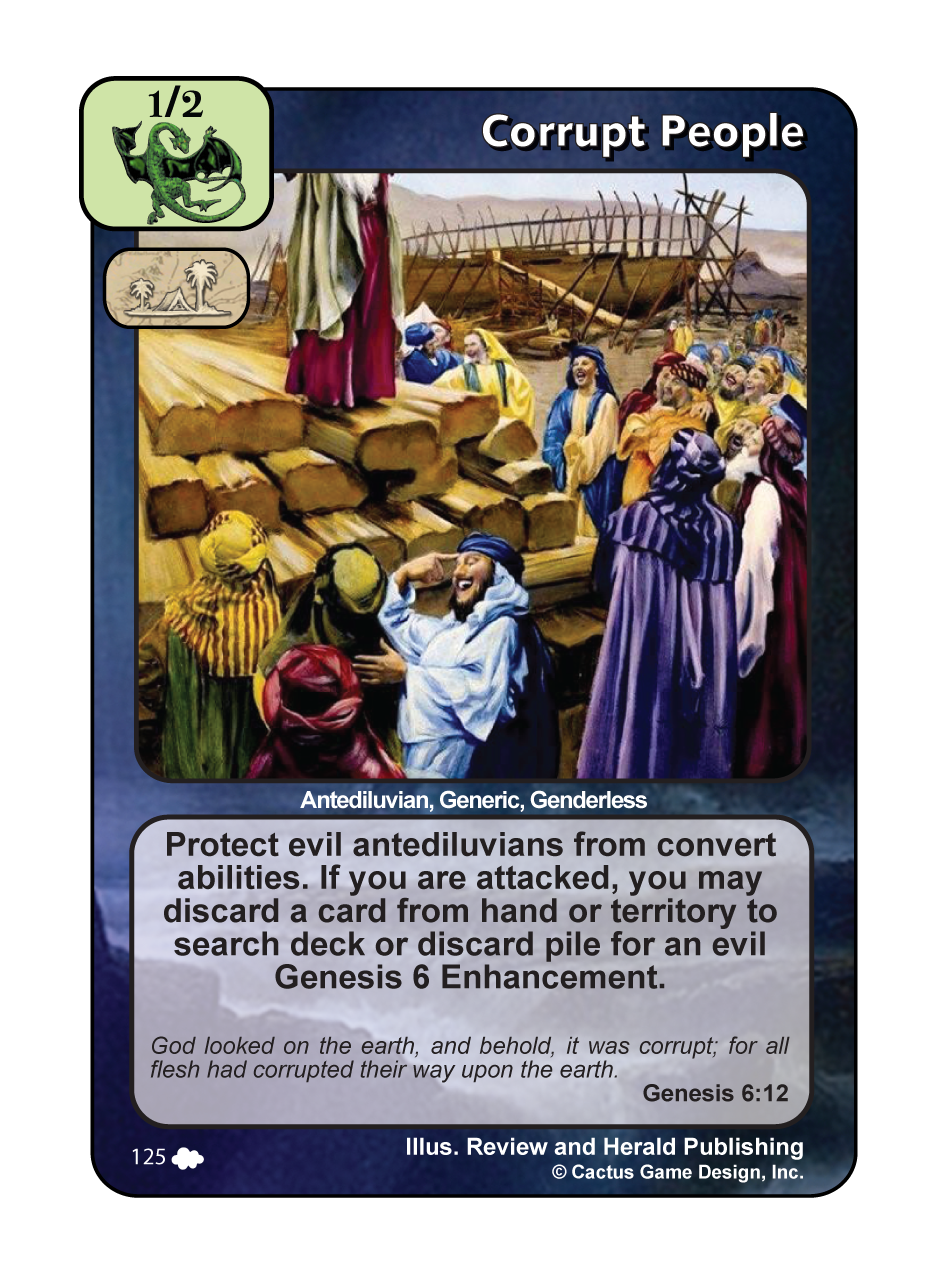 1/2
Corrupt People
Antediluvian, Generic, Genderless
Protect evil antediluvians from convert
abilities. If you are attacked, you may
discard a card from hand or territory to
search deck or discard pile for an evil
Genesis 6 Enhancement.
God looked on the earth, and behold, it was corrupt; for all
flesh had corrupted their way upon the earth.
Genesis 6:12
125
Illus. Review and Herald Publishing
© Cactus Game Design, Inc.